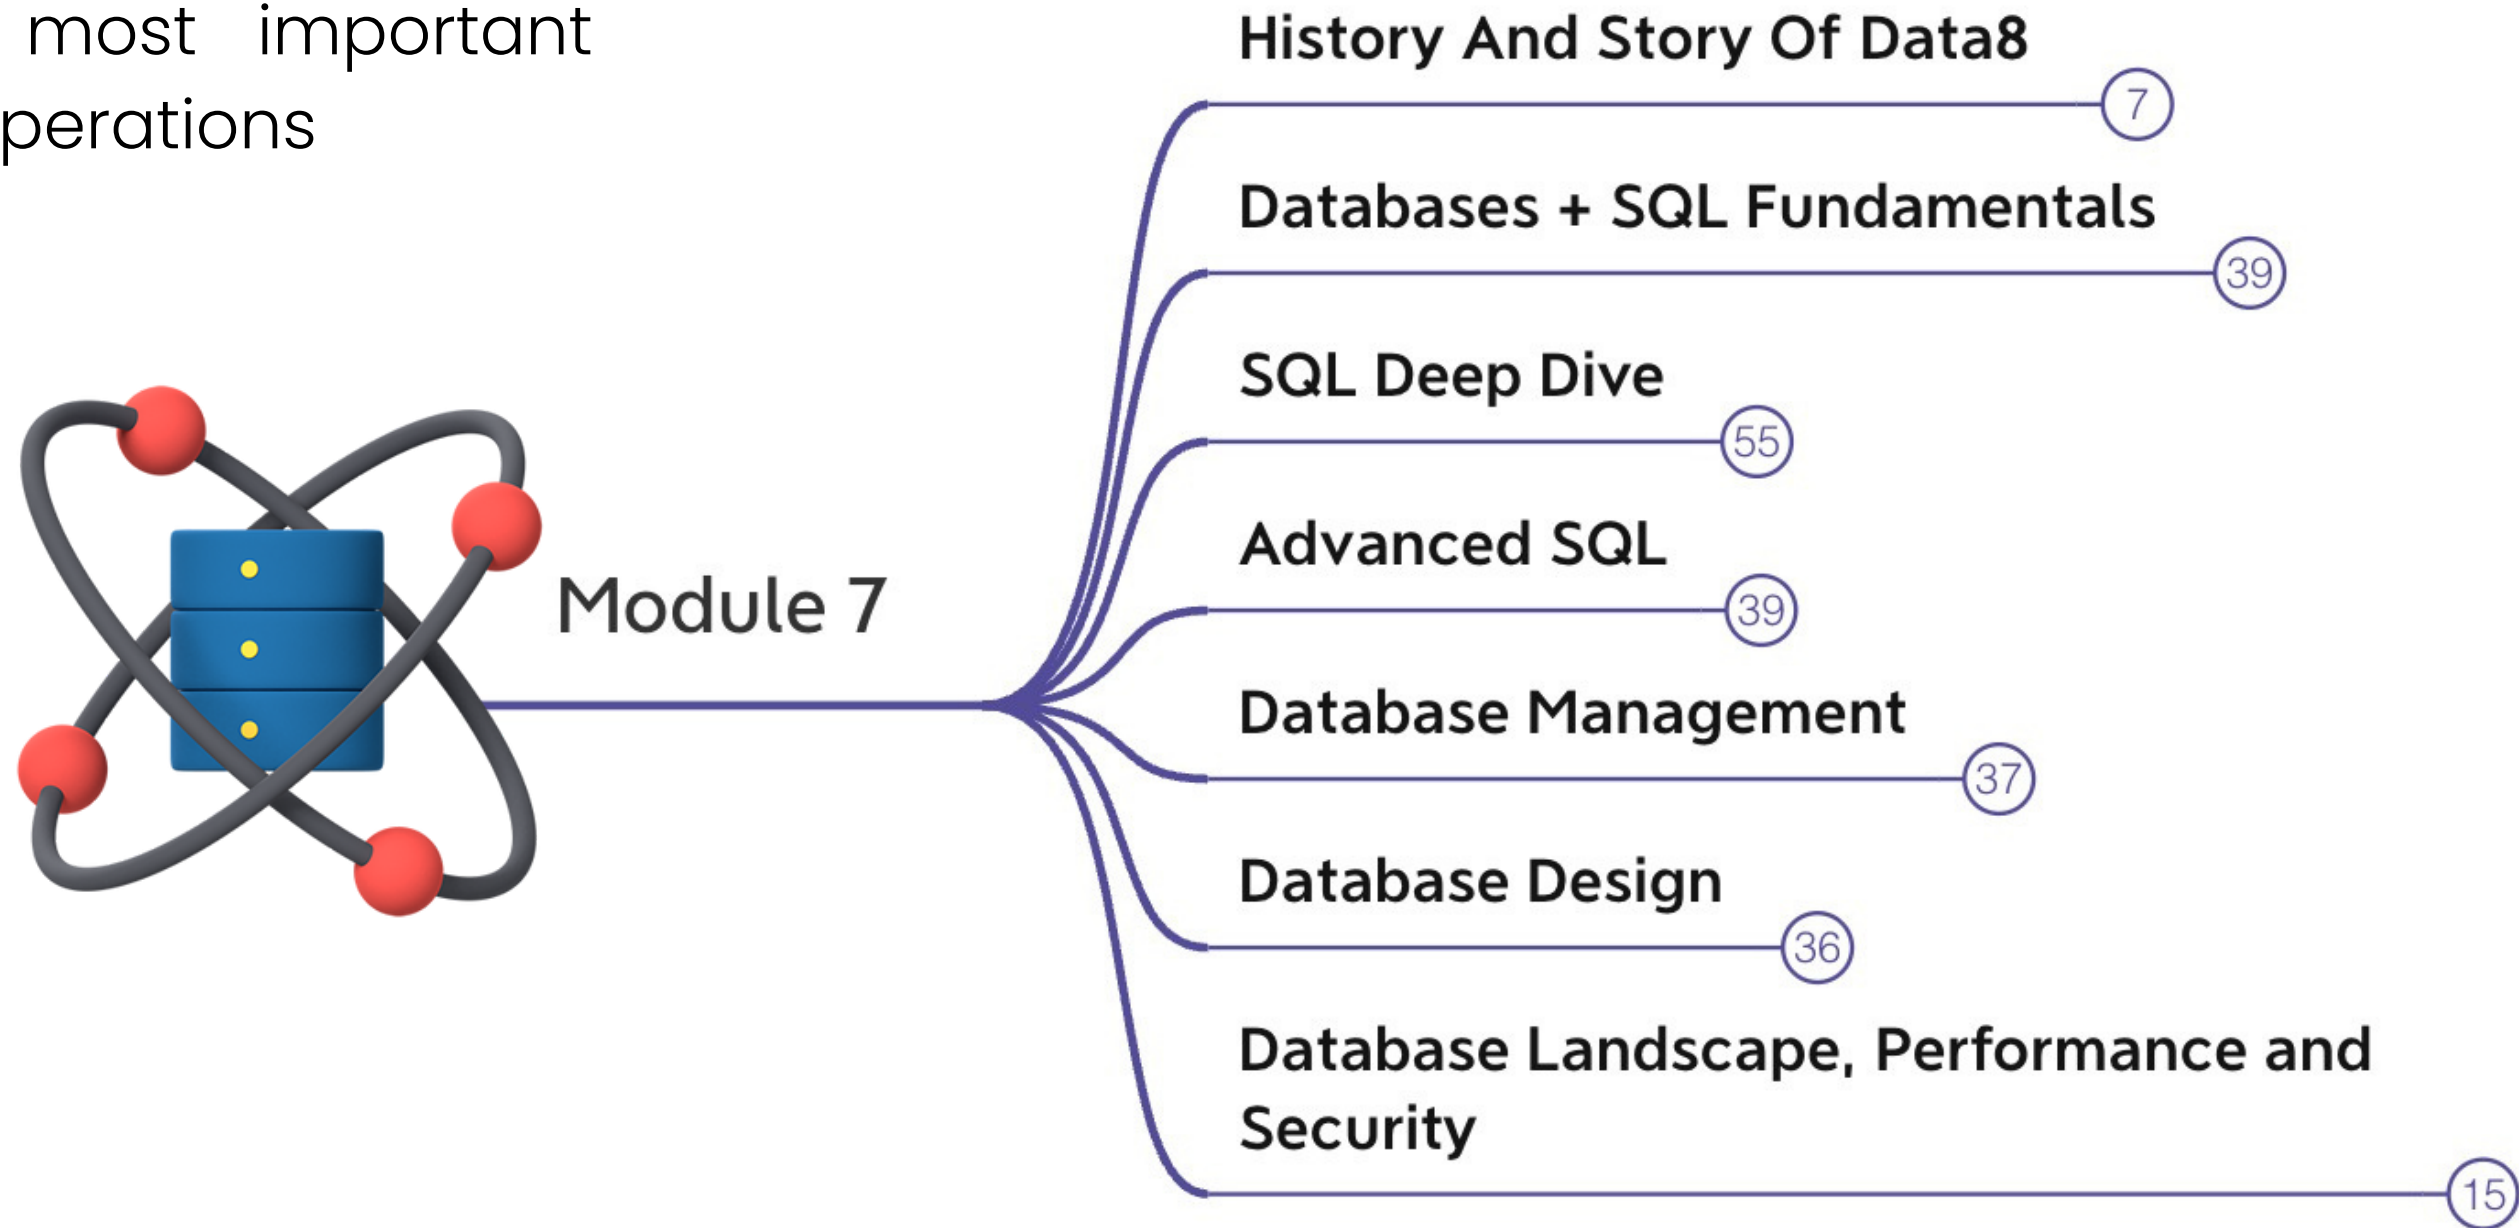 most important
perations
Module 7
History And Story Of Data8
7
Databases + SQL Fundamentals
39
SQL Deep Dive
55
Advanced SQL
39
Database Management
37
Database Design
36
Database Landscape, Performance and
Security
15